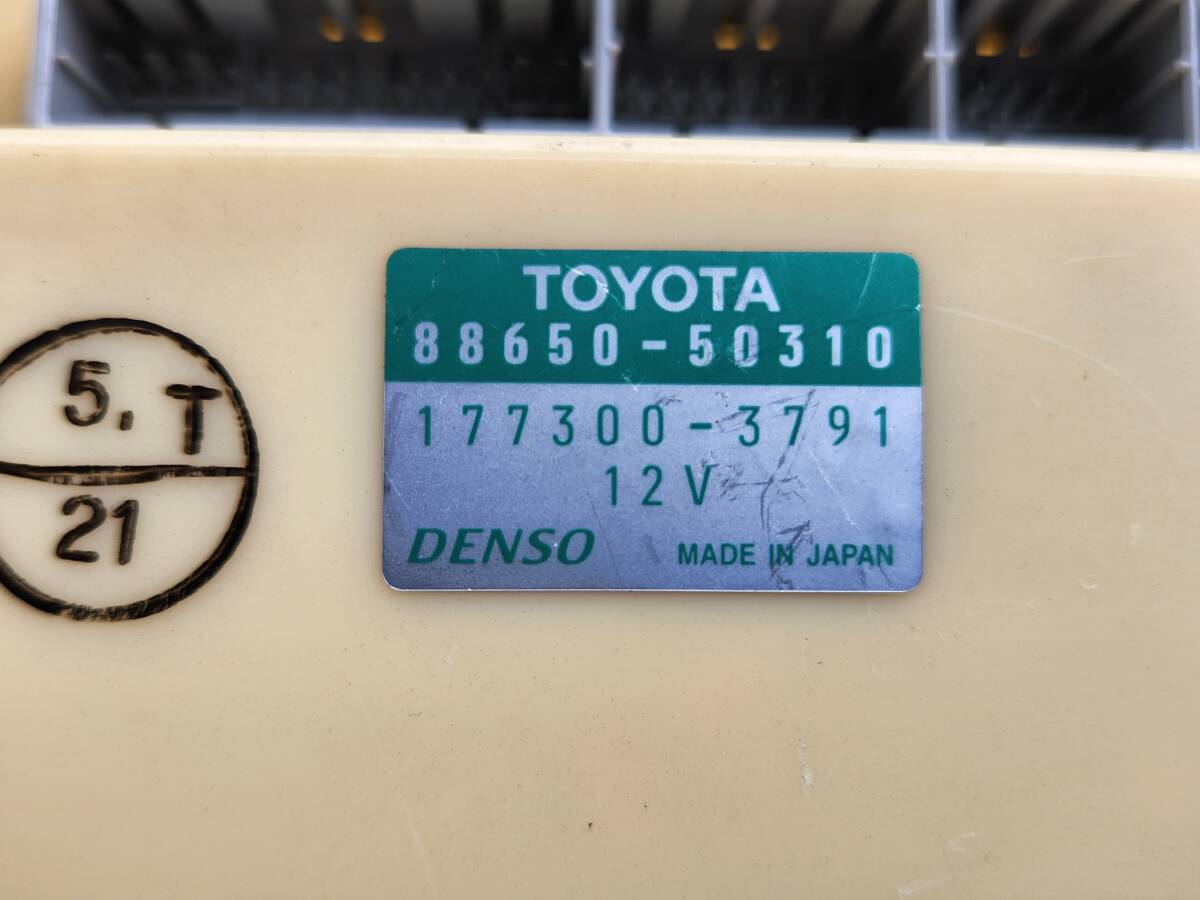 TOYOTA
88650-50310
177300-3791
12V
DENSO MADE IN JAPAN
5, T
21